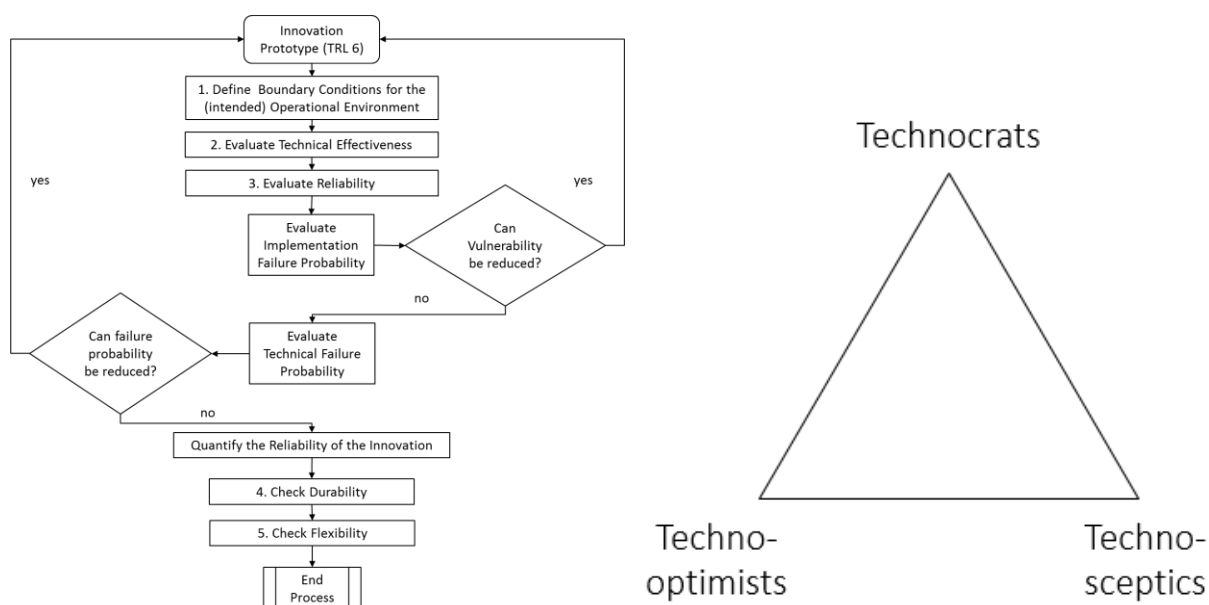 Innovation
Prototype (TRL 6)
1. Define Boundary Conditions for the
(intended) Operational Environment
2. Evaluate Technical Effectiveness
3. Evaluate Reliability
yes
yes
Evaluate
Implementation
Failure Probability
Can
Vulnerability
be reduced?
no
Can failure
probability
be reduced?
Evaluate
Technical Failure
Probability
no
Quantify the Reliability of the Innovation
4. Check Durability
5. Check Flexibility
End
Process
Technocrats
Techno-
optimists
Techno-
sceptics